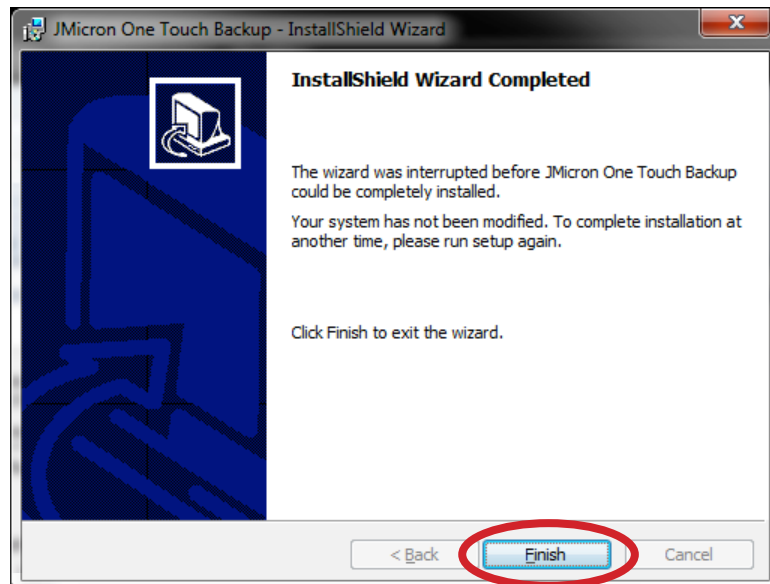 JMicron One Touch Backup - InstallShield Wizard
InstallShield Wizard Completed
The wizard was interrupted before JMicron One Touch Backup
could be completely installed.
Your system has not been modified. To complete installation at
another time, please run setup again.
Click Finish to exit the wizard.
< Back Finish Cancel